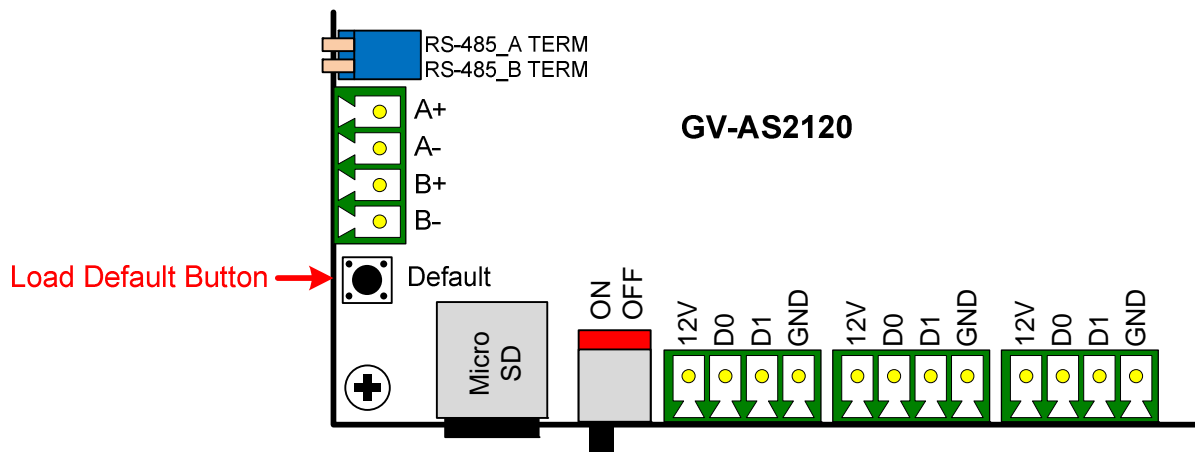 RS-485_A TERM
RS-485_B TERM
A+
A-
B+
B-
GV-AS2120
Load Default Button
Default
Micro
SD
ON
OFF
12V
D0
D1
GND
12V
D0
D1
GND
12V
D0
D1
GND